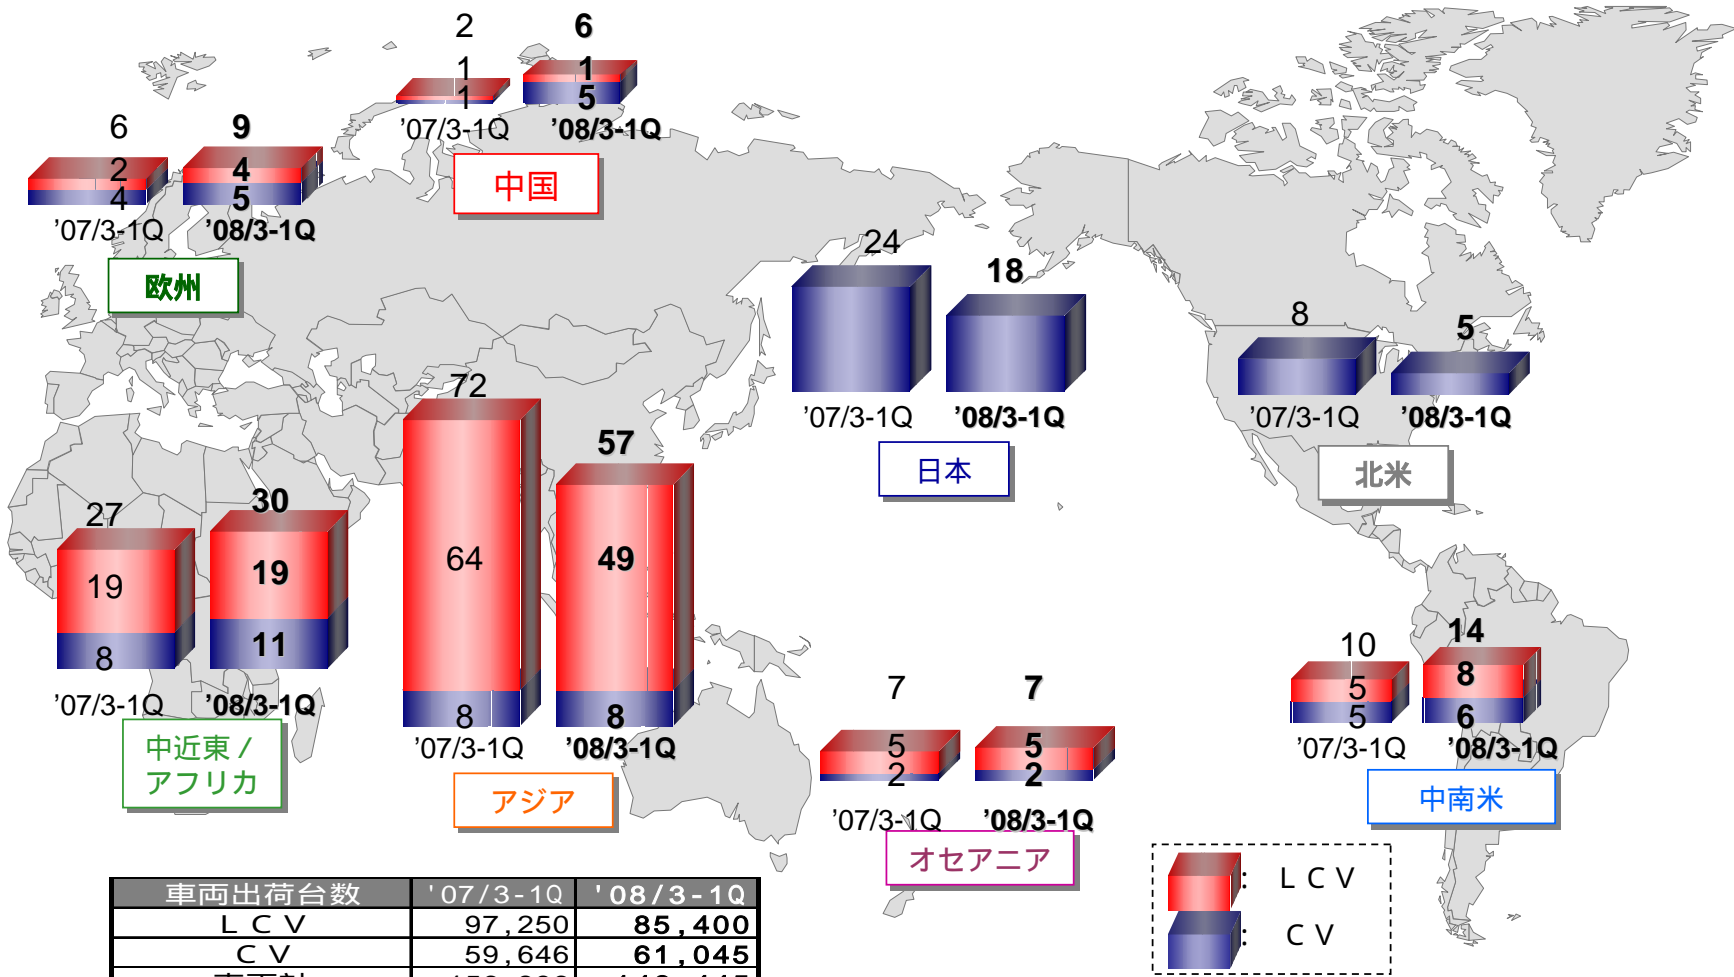 2
6
1
1
1
5
'07/3-1Q
'08/3-1Q
中国
6
9
2
4
4
5
'07/3-1Q
'08/3-1Q
欧州
24
18
'07/3-1Q
'08/3-1Q
日本
8
5
'07/3-1Q
'08/3-1Q
北米
27
30
19
19
8
11
'07/3-1Q
'08/3-1Q
中近東/
アフリカ
72
57
64
49
8
8
'07/3-1Q
'08/3-1Q
アジア
7
7
5
5
2
2
'07/3-1Q
'08/3-1Q
オセアニア
10
14
5
8
5
6
'07/3-1Q
'08/3-1Q
中南米
: LCV
: CV
車両出荷台数 '07/3-1Q '08/3-1Q
LCV 97,250 85,400
CV 59,646 61,045